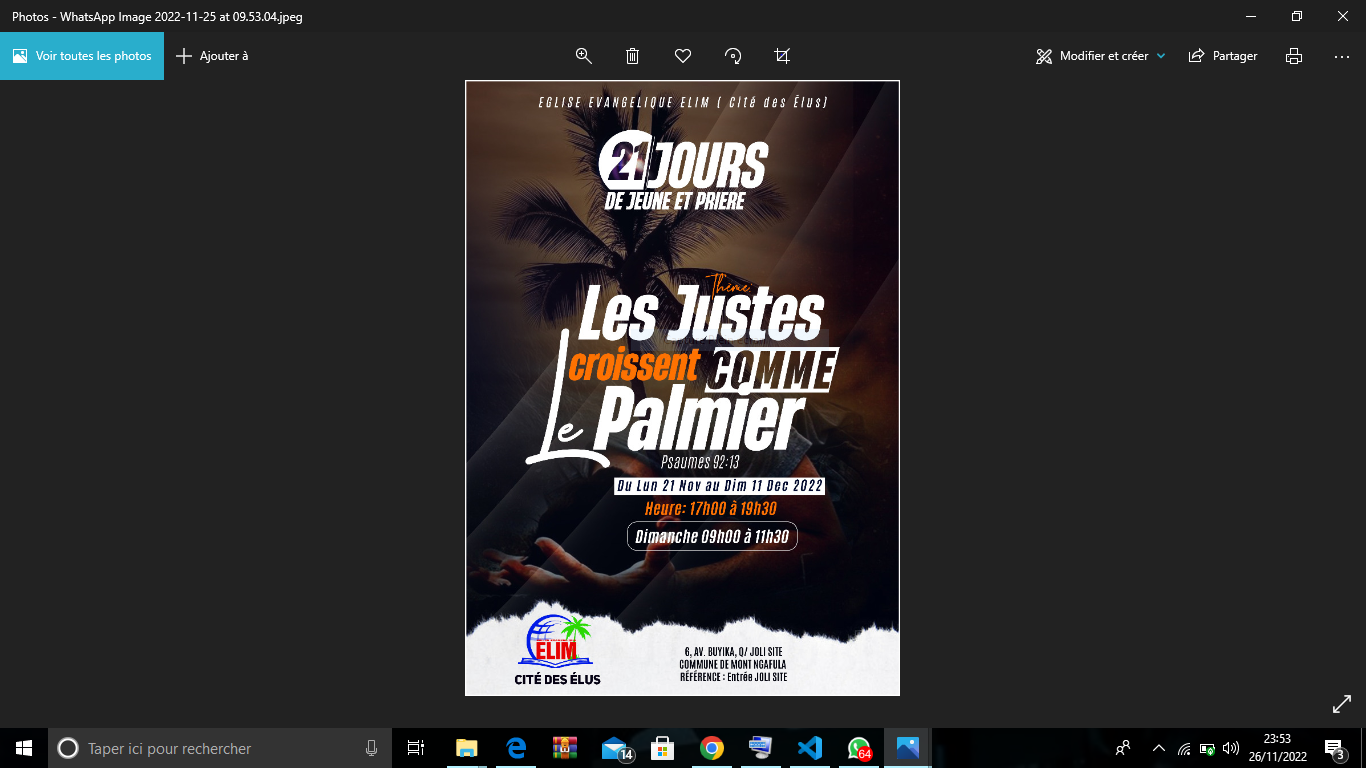 Photos - WhatsApp Image 2022-11-25 at 09.53.04.jpeg
Voir toutes les photos
Ajouter à
Modifier et créer
Partager
EGLISE EVANGELIQUE ELIM ( Cité des Élus)
21 JOURS
DE JEUNE ET PRIERE
Thème:
Les Justes
croissent COMME
Le Palmier
Psaumes 92:13
Du Lun 21 Nov au Dim 11 Dec 2022
Heure: 17h00 à 19h30
Dimanche 09h00 à 11h30
ELIM
CITÉ DES ÉLUS
6, AV. BUYIKA, Q/ JOLI SITE
COMMUNE DE MONT NGAFULA
RÉFÉRENCE : Entrée JOLI SITE
Taper ici pour rechercher
14
64
23:53
26/11/2022
3